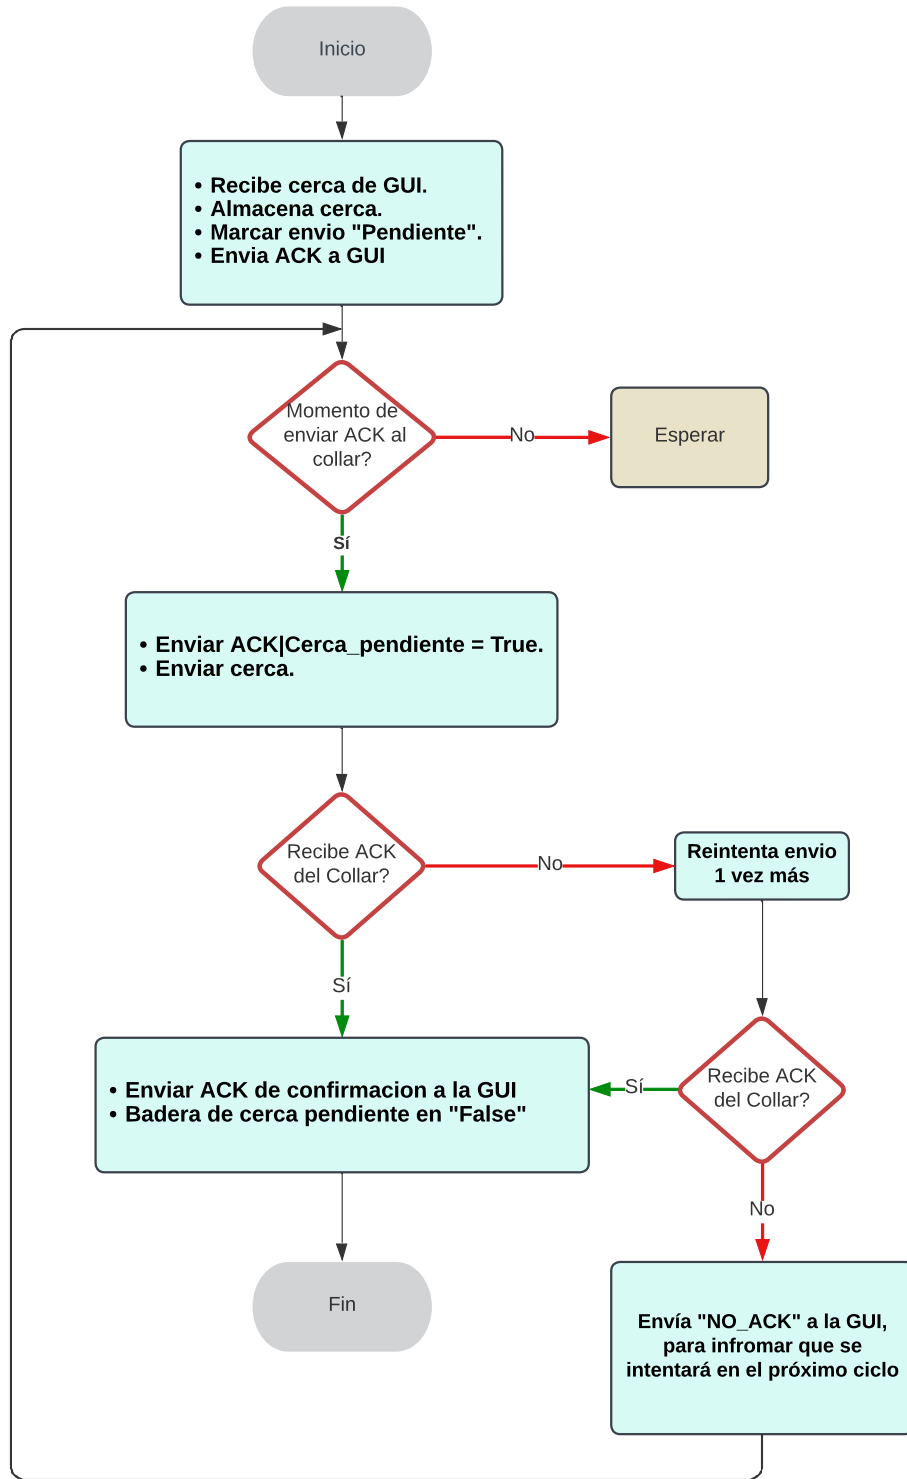 Inicio
• Recibe cerca de GUI.
• Almacena cerca.
• Marcar envio "Pendiente".
• Envia ACK a GUI
Momento de
enviar ACK al
collar?
No
Esperar
Sí
• Enviar ACK|Cerca_pendiente = True.
• Enviar cerca.
Recibe ACK
del Collar?
No
Reintenta envio
1 vez más
Sí
• Enviar ACK de confirmacion a la GUI
• Badera de cerca pendiente en "False"
Sí
Recibe ACK
del Collar?
No
Fin
Envía "NO_ACK" a la GUI,
para infromar que se
intentará en el próximo ciclo